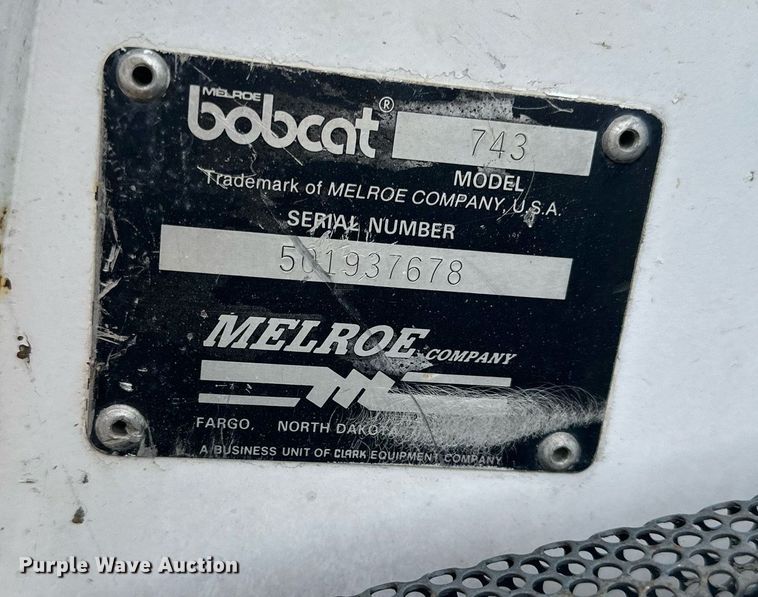 MELROE
bobcat® 743
MODEL
Trademark of MELROE COMPANY, U.S.A.
SERIAL NUMBER
501937678
MELROE COMPANY
FARGO, NORTH DAKOTA
A BUSINESS UNIT OF CLARK EQUIPMENT COMPANY
Purple Wave Auction